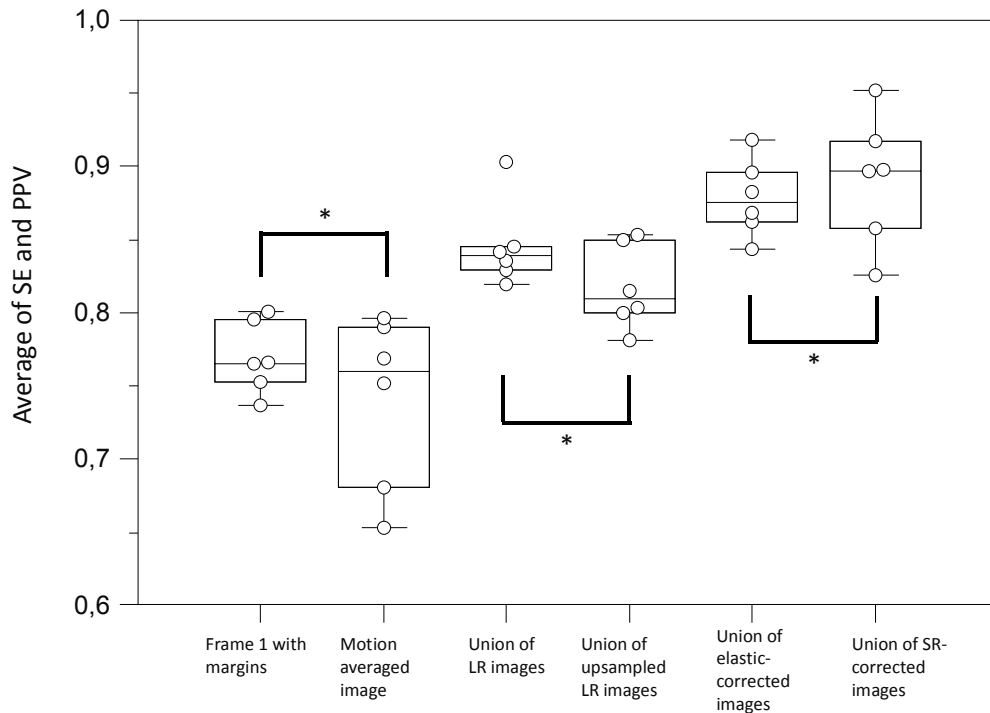 1,0
0,9
0,8
0,7
0,6
Average of SE and PPV
*
*
*
Frame 1 with
margins
Motion
averaged
image
Union of
LR images
Union of
upsampled
LR images
Union of
elastic-
corrected
images
Union of SR-
corrected
images